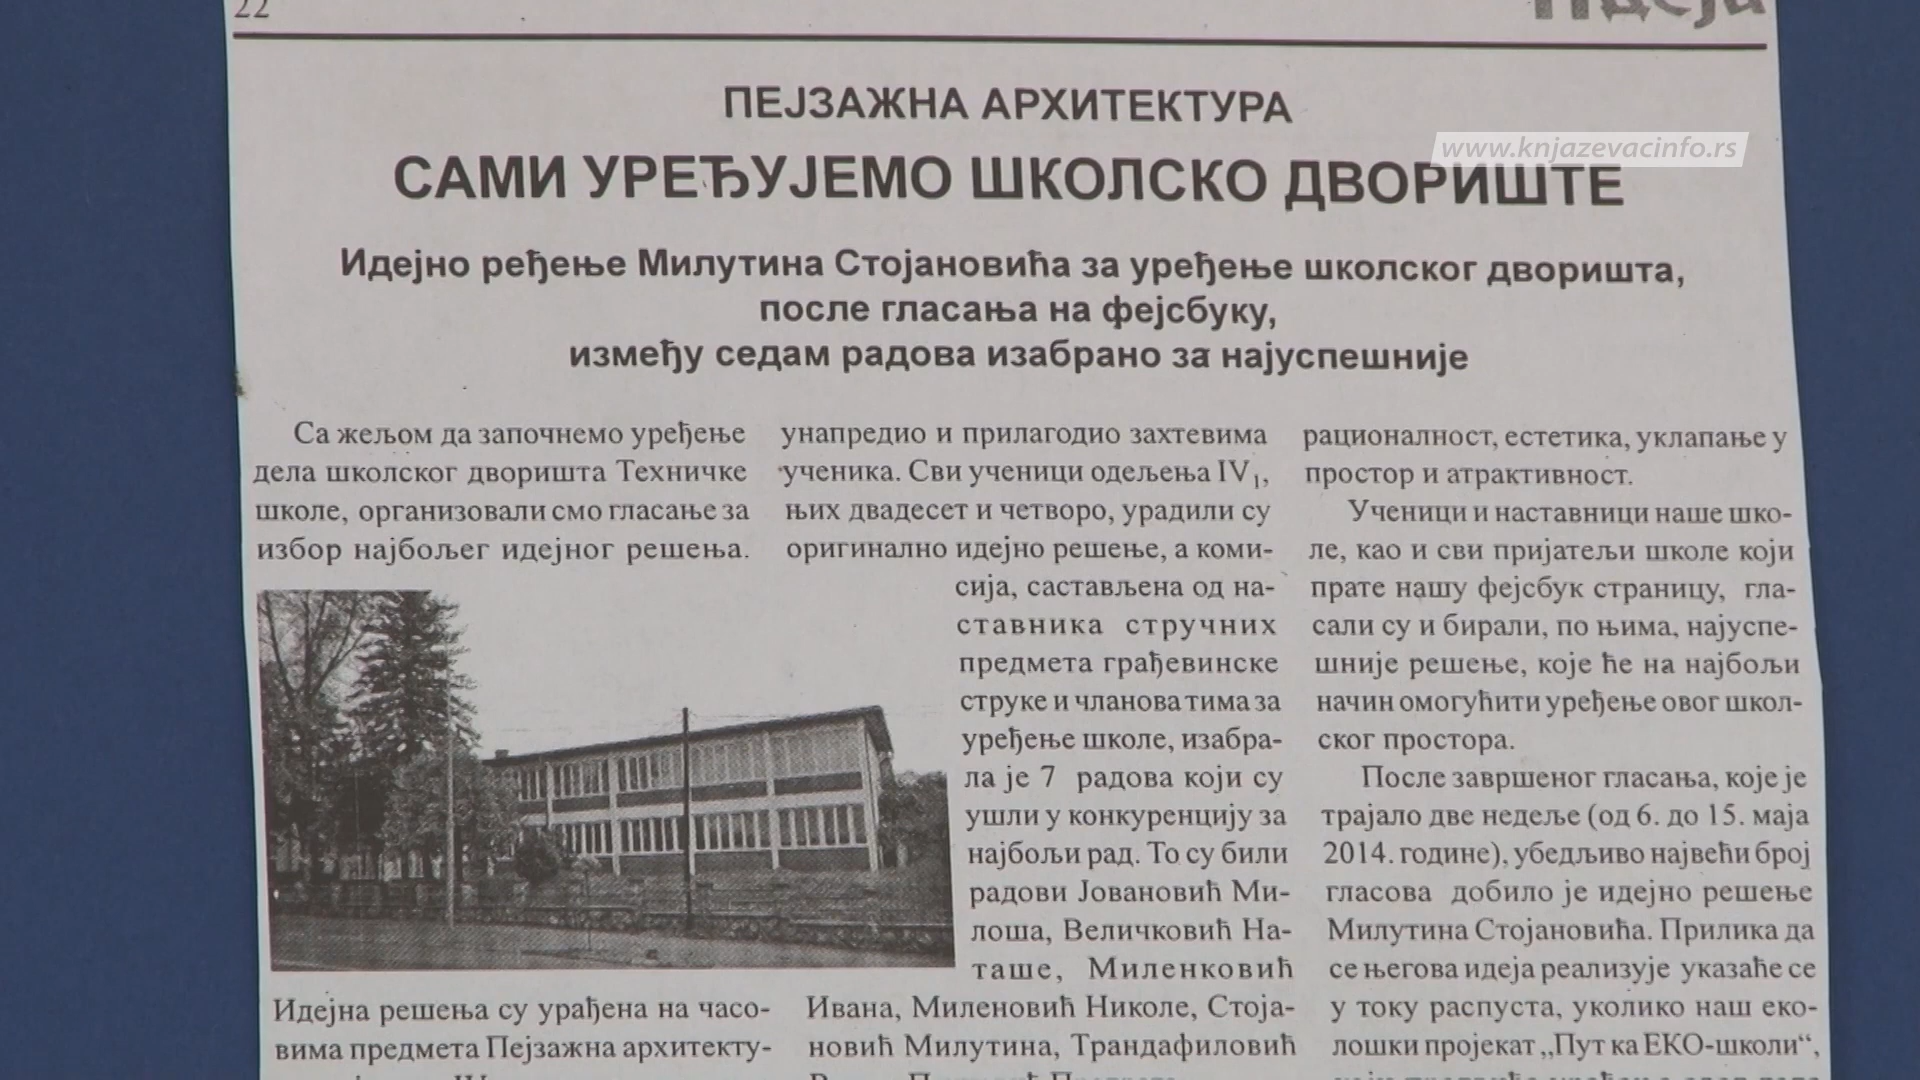 22
ПЕЈЗАЖНА АРХИТЕКТУРА
www.knjazevacinfo.rs
САМИ УРЕЂУЈЕМО ШКОЛСКО ДВОРИШТЕ
Идејно ређење Милутина Стојановића за уређење школског дворишта,
после гласања на фејсбуку,
између седам радова изабрано за најуспешније
Са жељом да започнемо уређење
дела школског дворишта Техничке
школе, организовали смо гласање за
избор најбољег идејног решења.
Идејна решења су урађена на часо-
вима предмета Пејзажна архитекту-
унапредио и прилагодио захтевима
ученика. Сви ученици одељења IV1,
њих двадесет и четворо, урадили су
оригинално идејно решење, а коми-
сија, састављена од на-
ставника стручних
предмета грађевинске
струке и чланова тима за
уређење школе, изабра-
ла је 7 радова који су
ушли у конкуренцију за
најбољи рад. То су били
радови Јовановић Ми-
лоша, Величковић На-
таше, Миленковић
Ивана, Миленовић Николе, Стоја-
новић Милутина, Трандафиловић
рационалност, естетика, уклапање у
простор и атрактивност.
Ученици и наставници наше шко-
ле, као и сви пријатељи школе који
прате нашу фејсбук страницу, гла-
сали су и бирали, по њима, најуспе-
шније решење, које ће на најбољи
начин омогућити уређење овог школ-
ског простора.
После завршеног гласања, које је
трајало две недеље (од 6. до 15. маја
2014. године), убедљиво највећи број
гласова добило је идејно решење
Милутина Стојановића. Прилика да
се његова идеја реализује указаће се
у току распуста, уколико наш еко-
лошки пројекат „Пут ка ЕКО-школи“,